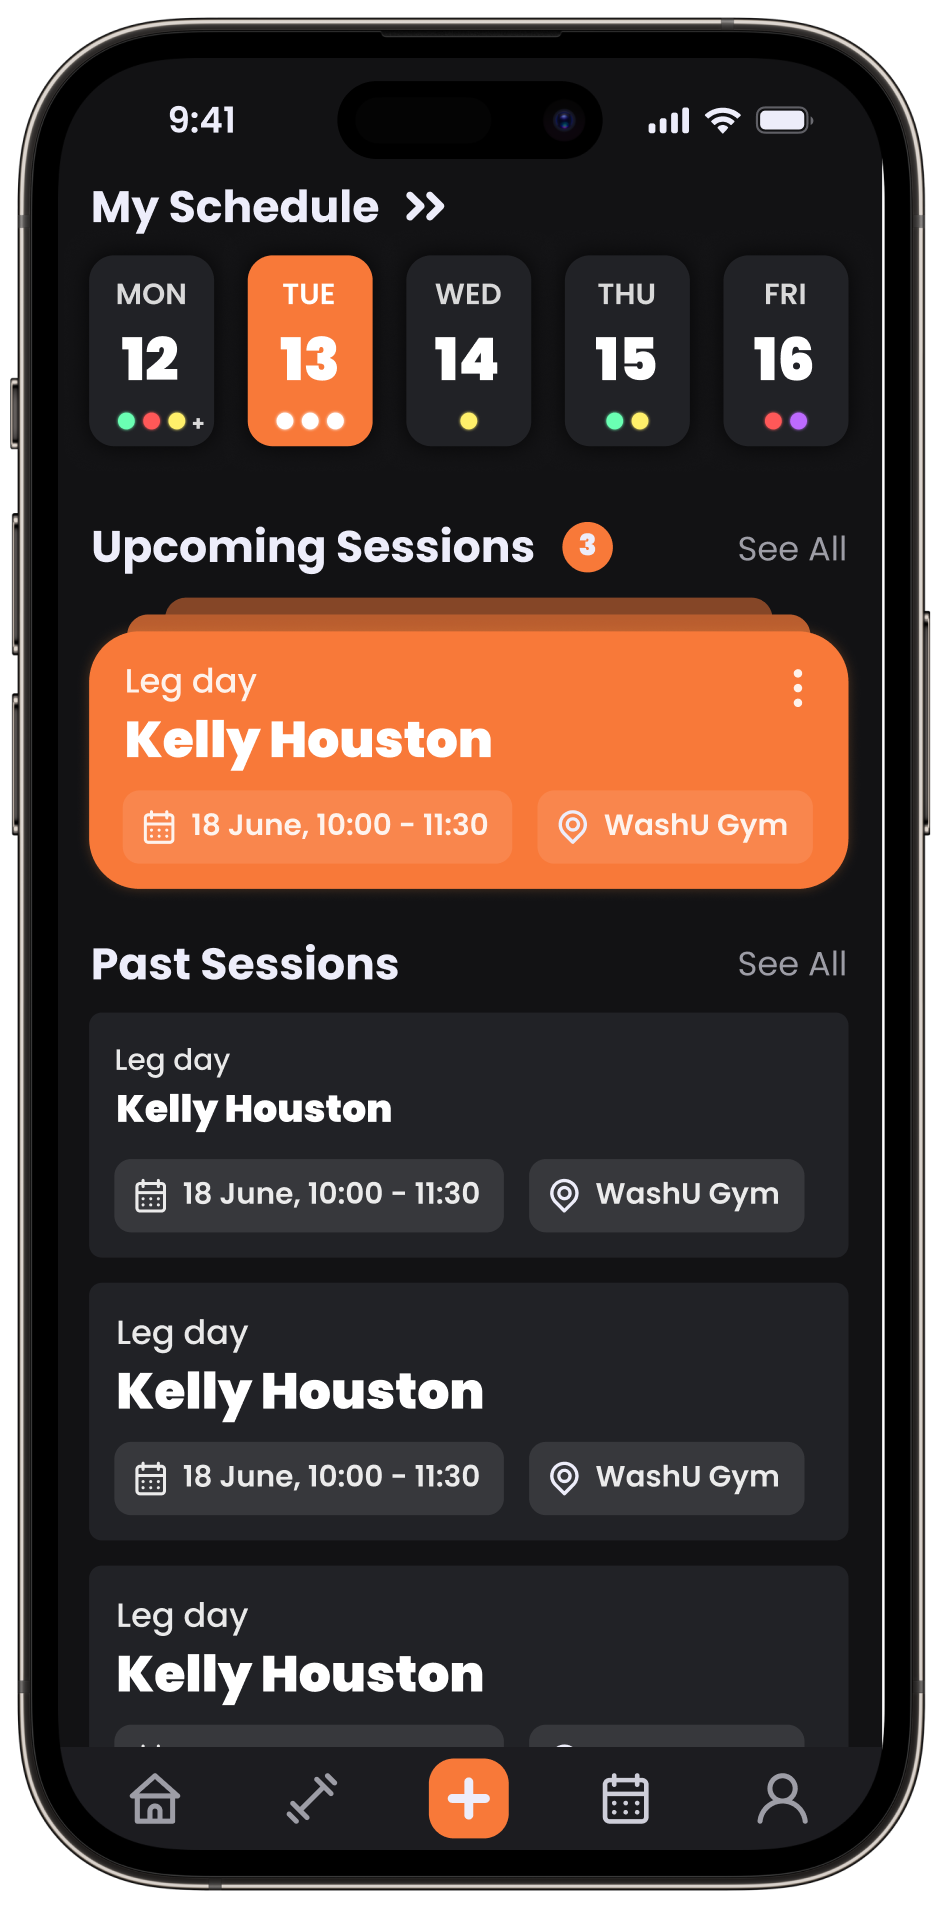 9:41
My Schedule
MON TUE WED THU FRI
12 13 14 15 16
+
Upcoming Sessions 3 See All
Leg day
Kelly Houston
18 June, 10:00 - 11:30 WashU Gym
Past Sessions See All
Leg day
Kelly Houston
18 June, 10:00 - 11:30 WashU Gym
Leg day
Kelly Houston
18 June, 10:00 - 11:30 WashU Gym
Leg day
Kelly Houston